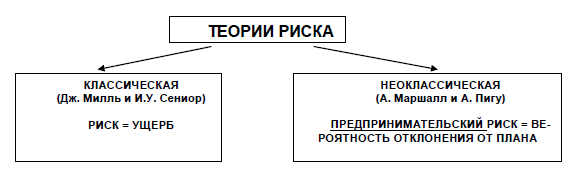 ТЕОРИИ РИСКА
КЛАССИЧЕСКАЯ
(Дж. Милль и И.У. Сениор)
РИСК = УЩЕРБ
НЕОКЛАССИЧЕСКАЯ
(А. Маршалл и А. Пигу)
ПРЕДПРИНИМАТЕЛЬСКИЙ РИСК = ВЕ-
РОЯТНОСТЬ ОТКЛОНЕНИЯ ОТ ПЛАНА